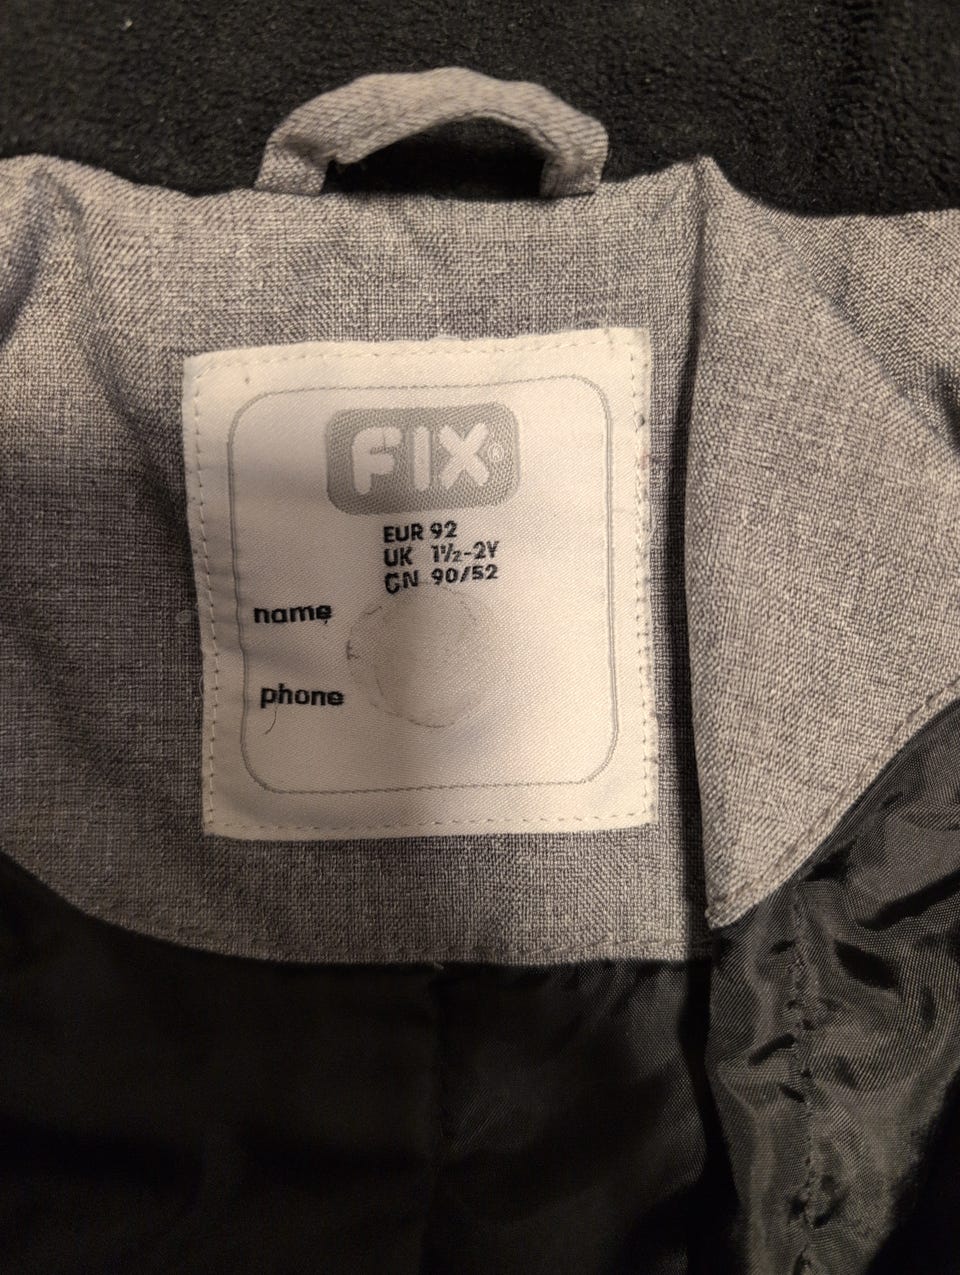 FIX®
EUR 92
UK 1½-2Y
CN 90/52
name
phone